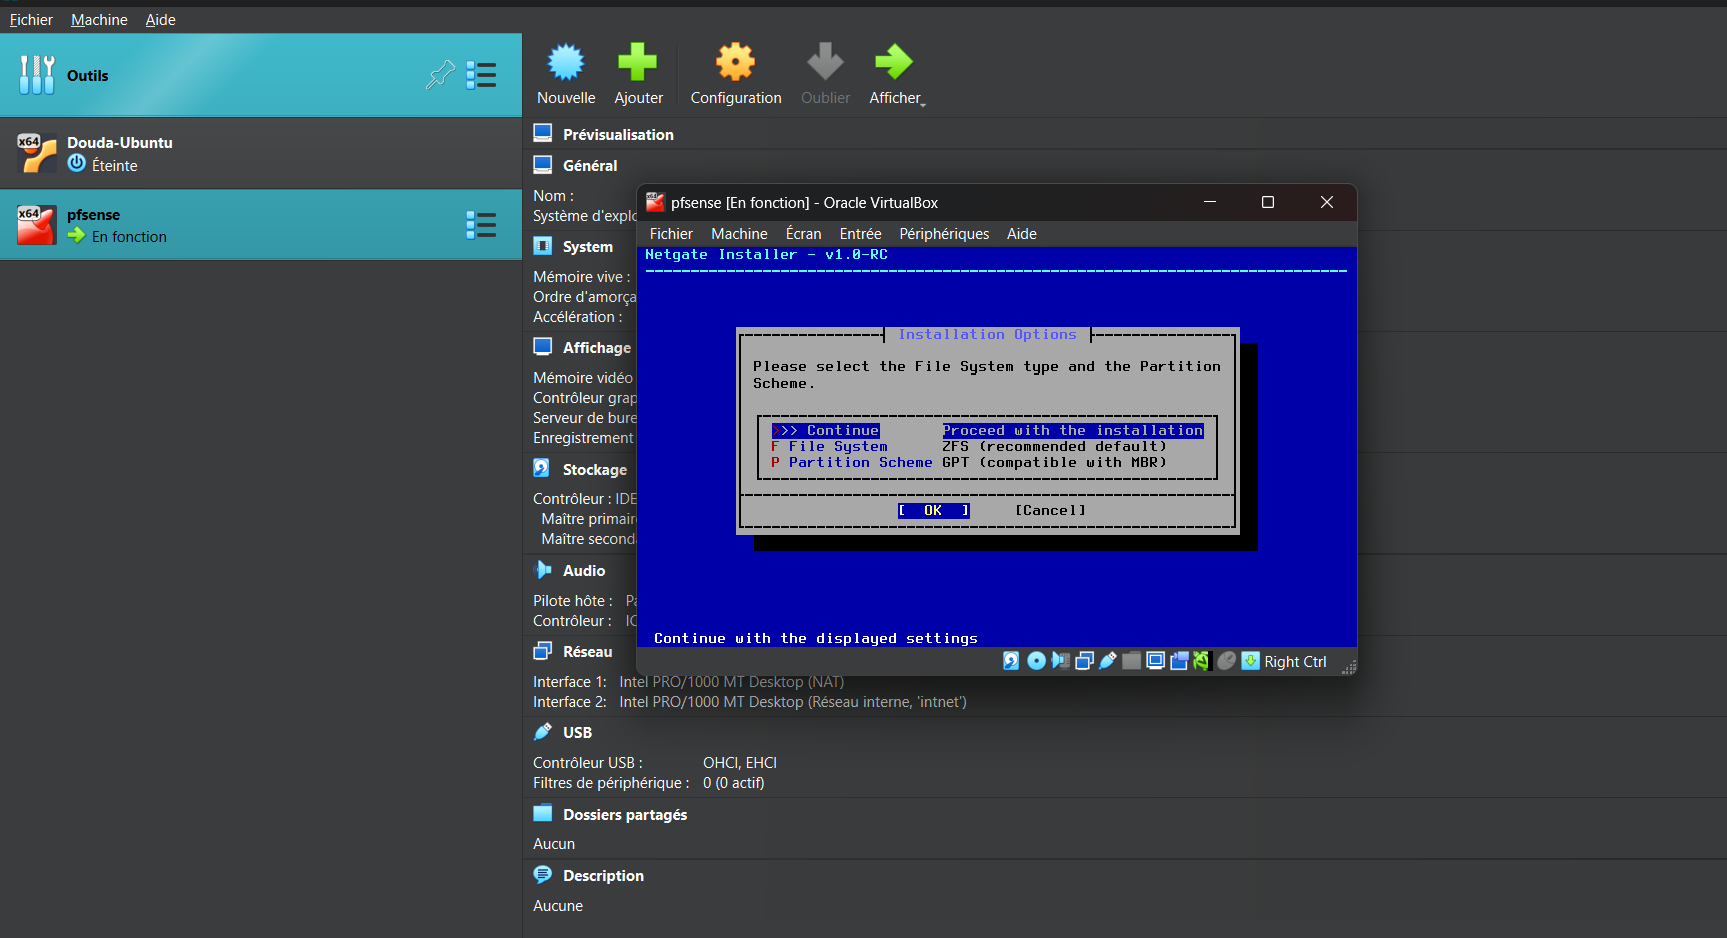 Fichier Machine Aide
Outils
Nouvelle Ajouter Configuration Oublier Afficher
x64 Douda-Ubuntu
Éteinte
x64 pfsense
En fonction
Prévisualisation
Général
Nom :
Système d'explo
System
Mémoire vive :
Ordre d'amorça
Accélération :
Affichage
Mémoire vidéo
Contrôleur grap
Serveur de bure
Enregistrement
Stockage
Contrôleur : IDE
Maître primair
Maître second
Audio
Pilote hôte : Pa
Contrôleur : IC
Réseau
Interface 1: Intel PRO/1000 MT Desktop (NAT)
Interface 2: Intel PRO/1000 MT Desktop (Réseau interne, 'intnet')
USB
Contrôleur USB : OHCI, EHCI
Filtres de périphérique : 0 (0 actif)
Dossiers partagés
Aucun
Description
Aucune
x64 pfsense [En fonction] - Oracle VirtualBox
Fichier Machine Écran Entrée Périphériques Aide
Netgate Installer - v1.0-RC
Installation Options
Please select the File System type and the Partition
Scheme.
>>> Continue Proceed with the installation
F File System ZFS (recommended default)
P Partition Scheme GPT (compatible with MBR)
[ OK ] [Cancel]
Continue with the displayed settings
Right Ctrl